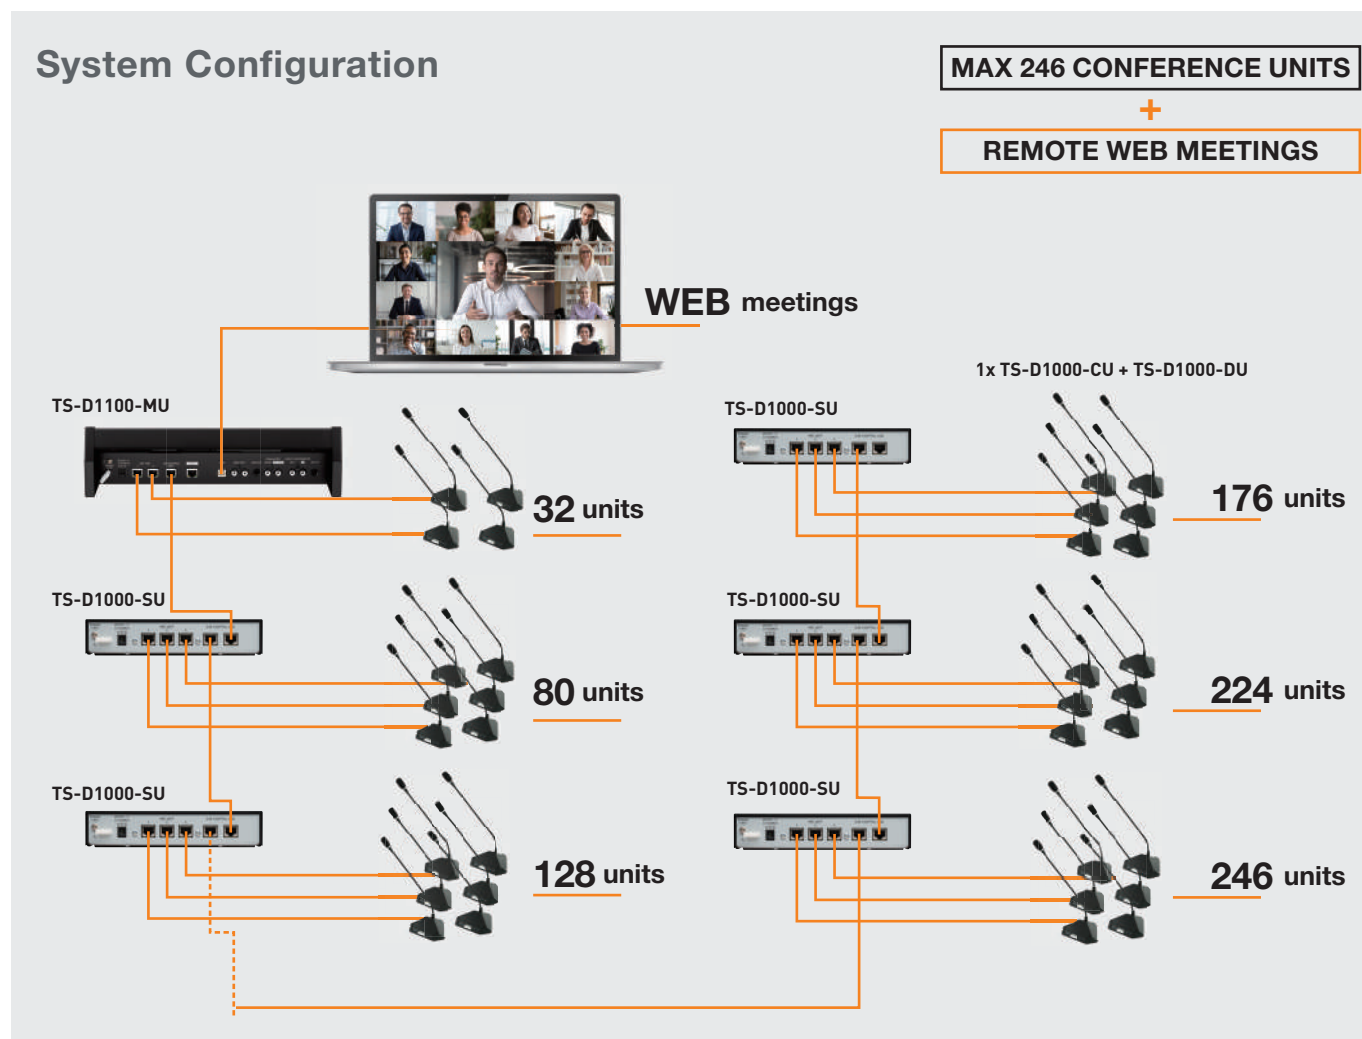 System Configuration
MAX 246 CONFERENCE UNITS
+
REMOTE WEB MEETINGS
WEB meetings
1x TS-D1000-CU + TS-D1000-DU
TS-D1100-MU
32 units
TS-D1000-SU
80 units
TS-D1000-SU
128 units
TS-D1000-SU
176 units
TS-D1000-SU
224 units
TS-D1000-SU
246 units